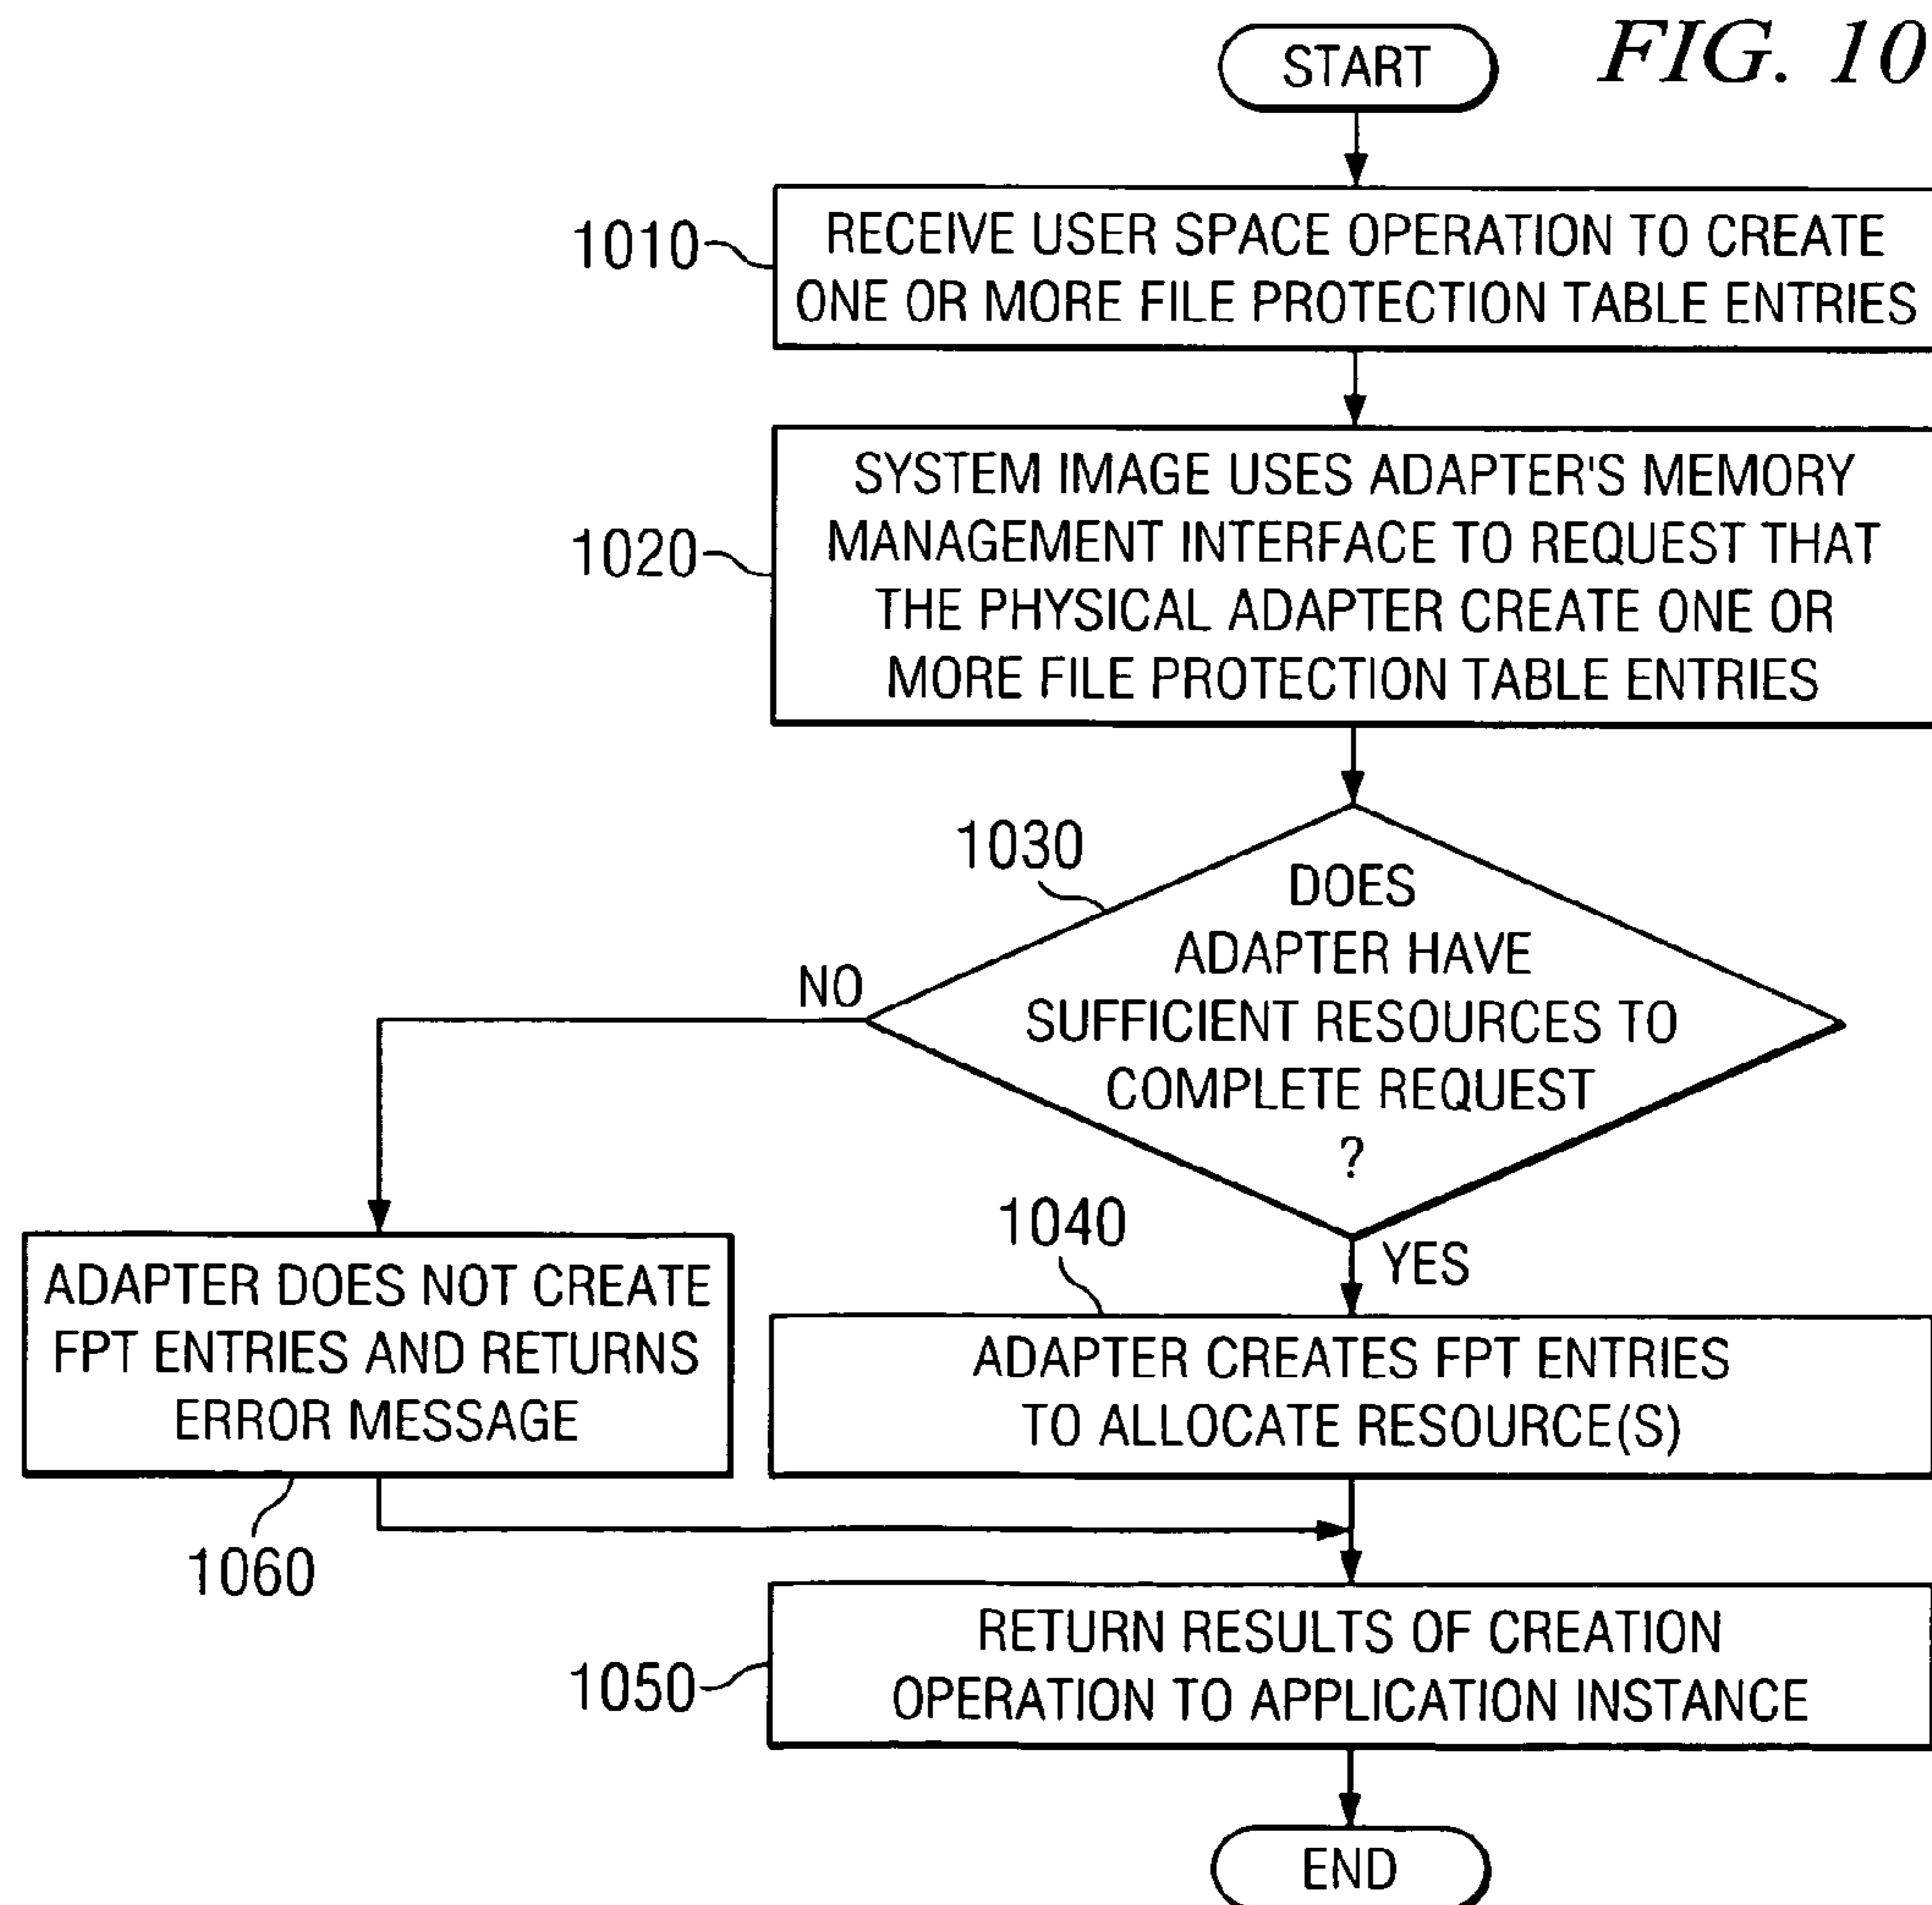 FIG. 10
START
1010
RECEIVE USER SPACE OPERATION TO CREATE
ONE OR MORE FILE PROTECTION TABLE ENTRIES
1020
SYSTEM IMAGE USES ADAPTER'S MEMORY
MANAGEMENT INTERFACE TO REQUEST THAT
THE PHYSICAL ADAPTER CREATE ONE OR
MORE FILE PROTECTION TABLE ENTRIES
1030
DOES
ADAPTER HAVE
SUFFICIENT RESOURCES TO
COMPLETE REQUEST
?
NO
YES
1040
ADAPTER CREATES FPT ENTRIES
TO ALLOCATE RESOURCE(S)
ADAPTER DOES NOT CREATE
FPT ENTRIES AND RETURNS
ERROR MESSAGE
1060
1050
RETURN RESULTS OF CREATION
OPERATION TO APPLICATION INSTANCE
END